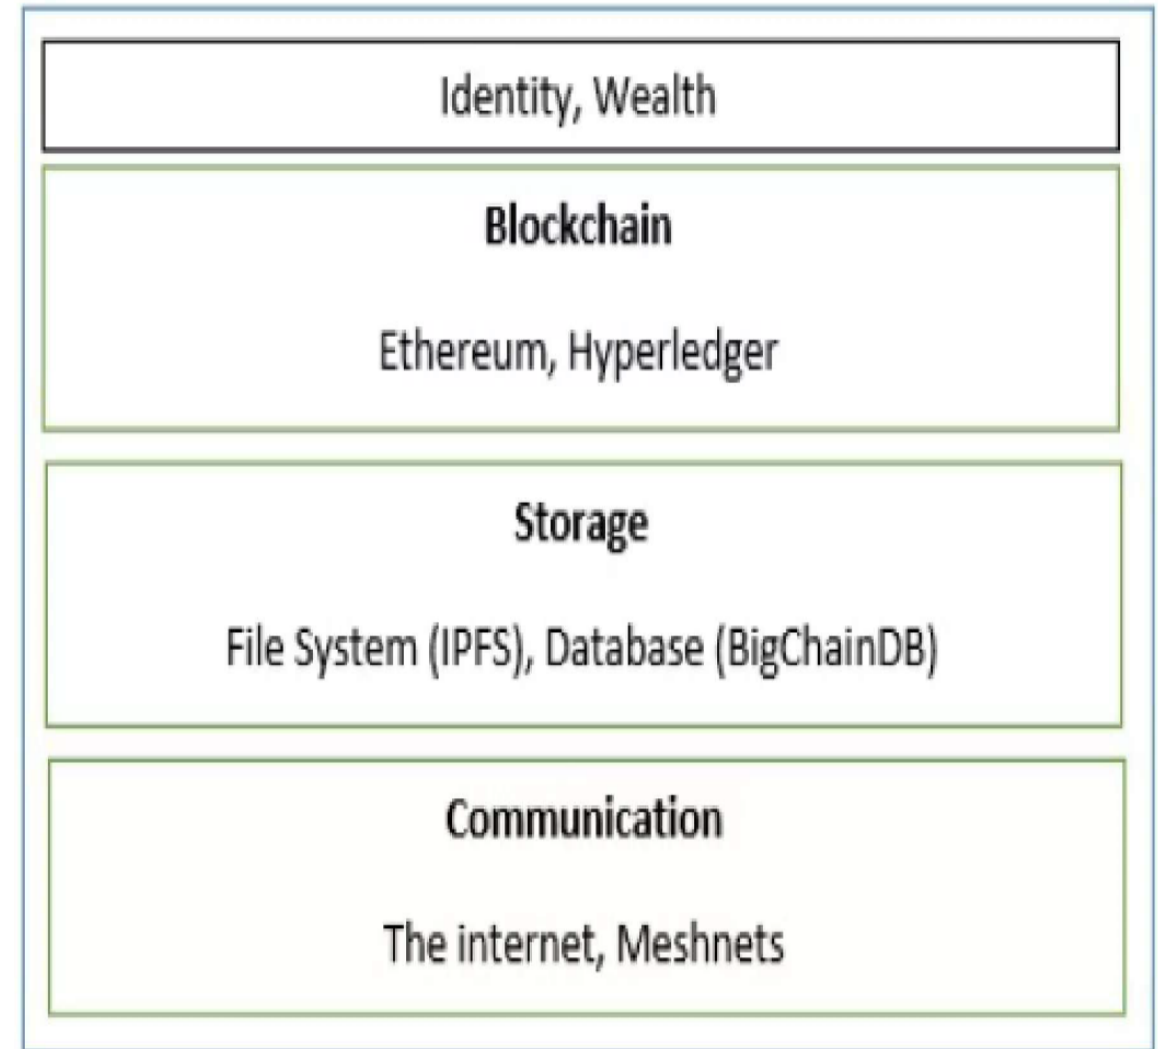 Identity, Wealth
Blockchain
Ethereum, Hyperledger
Storage
File System (IPFS), Database (BigChainDB)
Communication
The internet, Meshnets